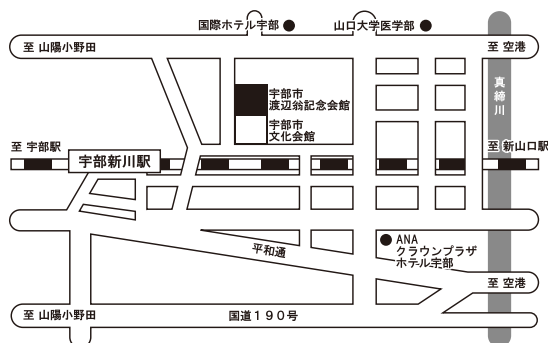 国際ホテル宇部
山口大学医学部
至 山陽小野田
至 空港
真締川
宇部市
渡辺翁記念会館
宇部市
文化会館
至 宇部駅
至 新山口駅
宇部新川駅
平和通
ANA
クラウンプラザ
ホテル宇部
至 空港
至 山陽小野田
国道190号